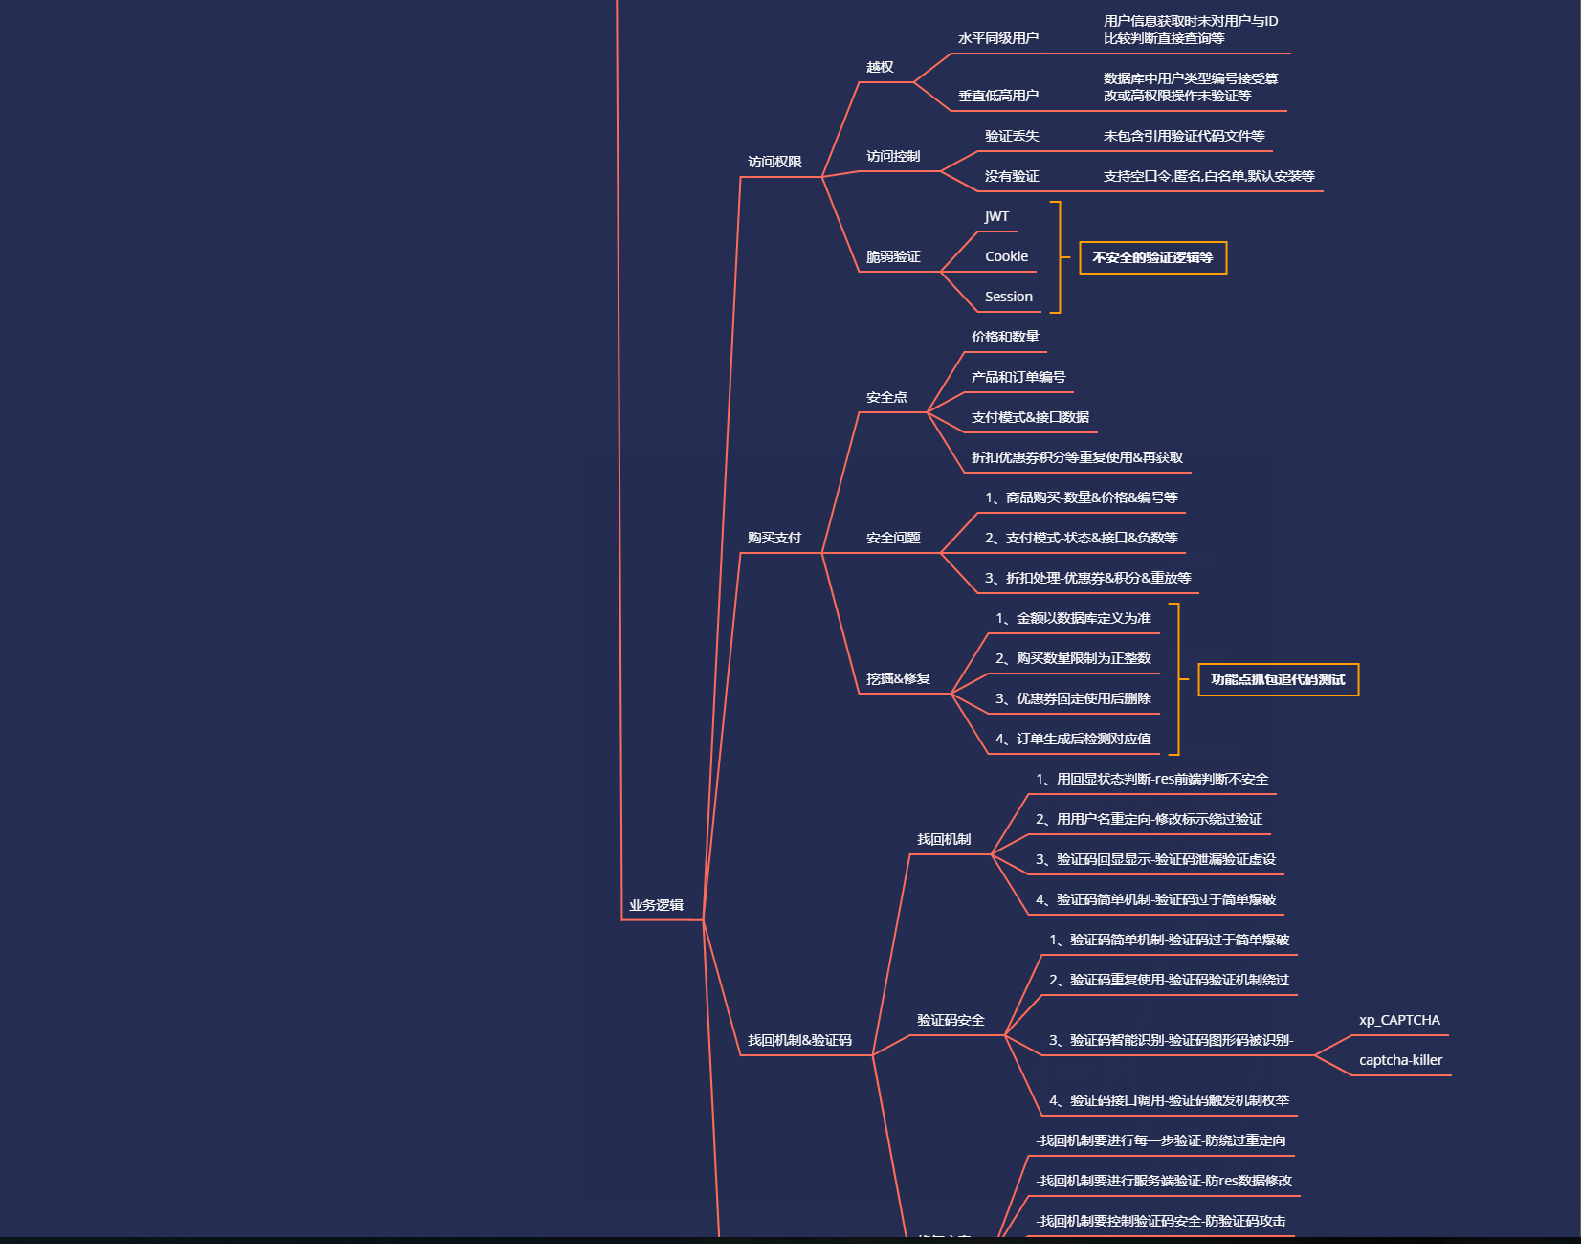 用户信息获取时未对用户与ID
比较判断直接查询等
水平同级用户
越权
数据库中用户类型编号接受篡
改或高权限操作未验证等
垂直低高用户
验证丢失
未包含引用验证代码文件等
访问控制
访问权限
没有验证
支持空口令,匿名,白名单,默认安装等
JWT
脆弱验证
Cookie
不安全的验证逻辑等
Session
价格和数量
产品和订单编号
安全点
支付模式&接口数据
折扣优惠券积分等重复使用&再获取
1、商品购买-数量&价格&编号等
购买支付
安全问题
2、支付模式-状态&接口&负数等
3、折扣处理-优惠券&积分&重放等
1、金额以数据库定义为准
2、购买数量限制为正整数
挖掘&修复
功能点抓包追代码测试
3、优惠券固定使用后删除
4、订单生成后检测对应值
1、用回显状态判断-res前端判断不安全
2、用用户名重定向-修改标示绕过验证
找回机制
3、验证码回显显示-验证码泄漏验证虚设
4、验证码简单机制-验证码过于简单爆破
业务逻辑
1、验证码简单机制-验证码过于简单爆破
2、验证码重复使用-验证码验证机制绕过
验证码安全
xp_CAPTCHA
找回机制&验证码
3、验证码智能识别-验证码图形码被识别-
captcha-killer
4、验证码接口调用-验证码触发机制枚举
-找回机制要进行每一步验证-防绕过重定向
-找回机制要进行服务端验证-防res数据修改
-找回机制要控制验证码安全-防验证码攻击